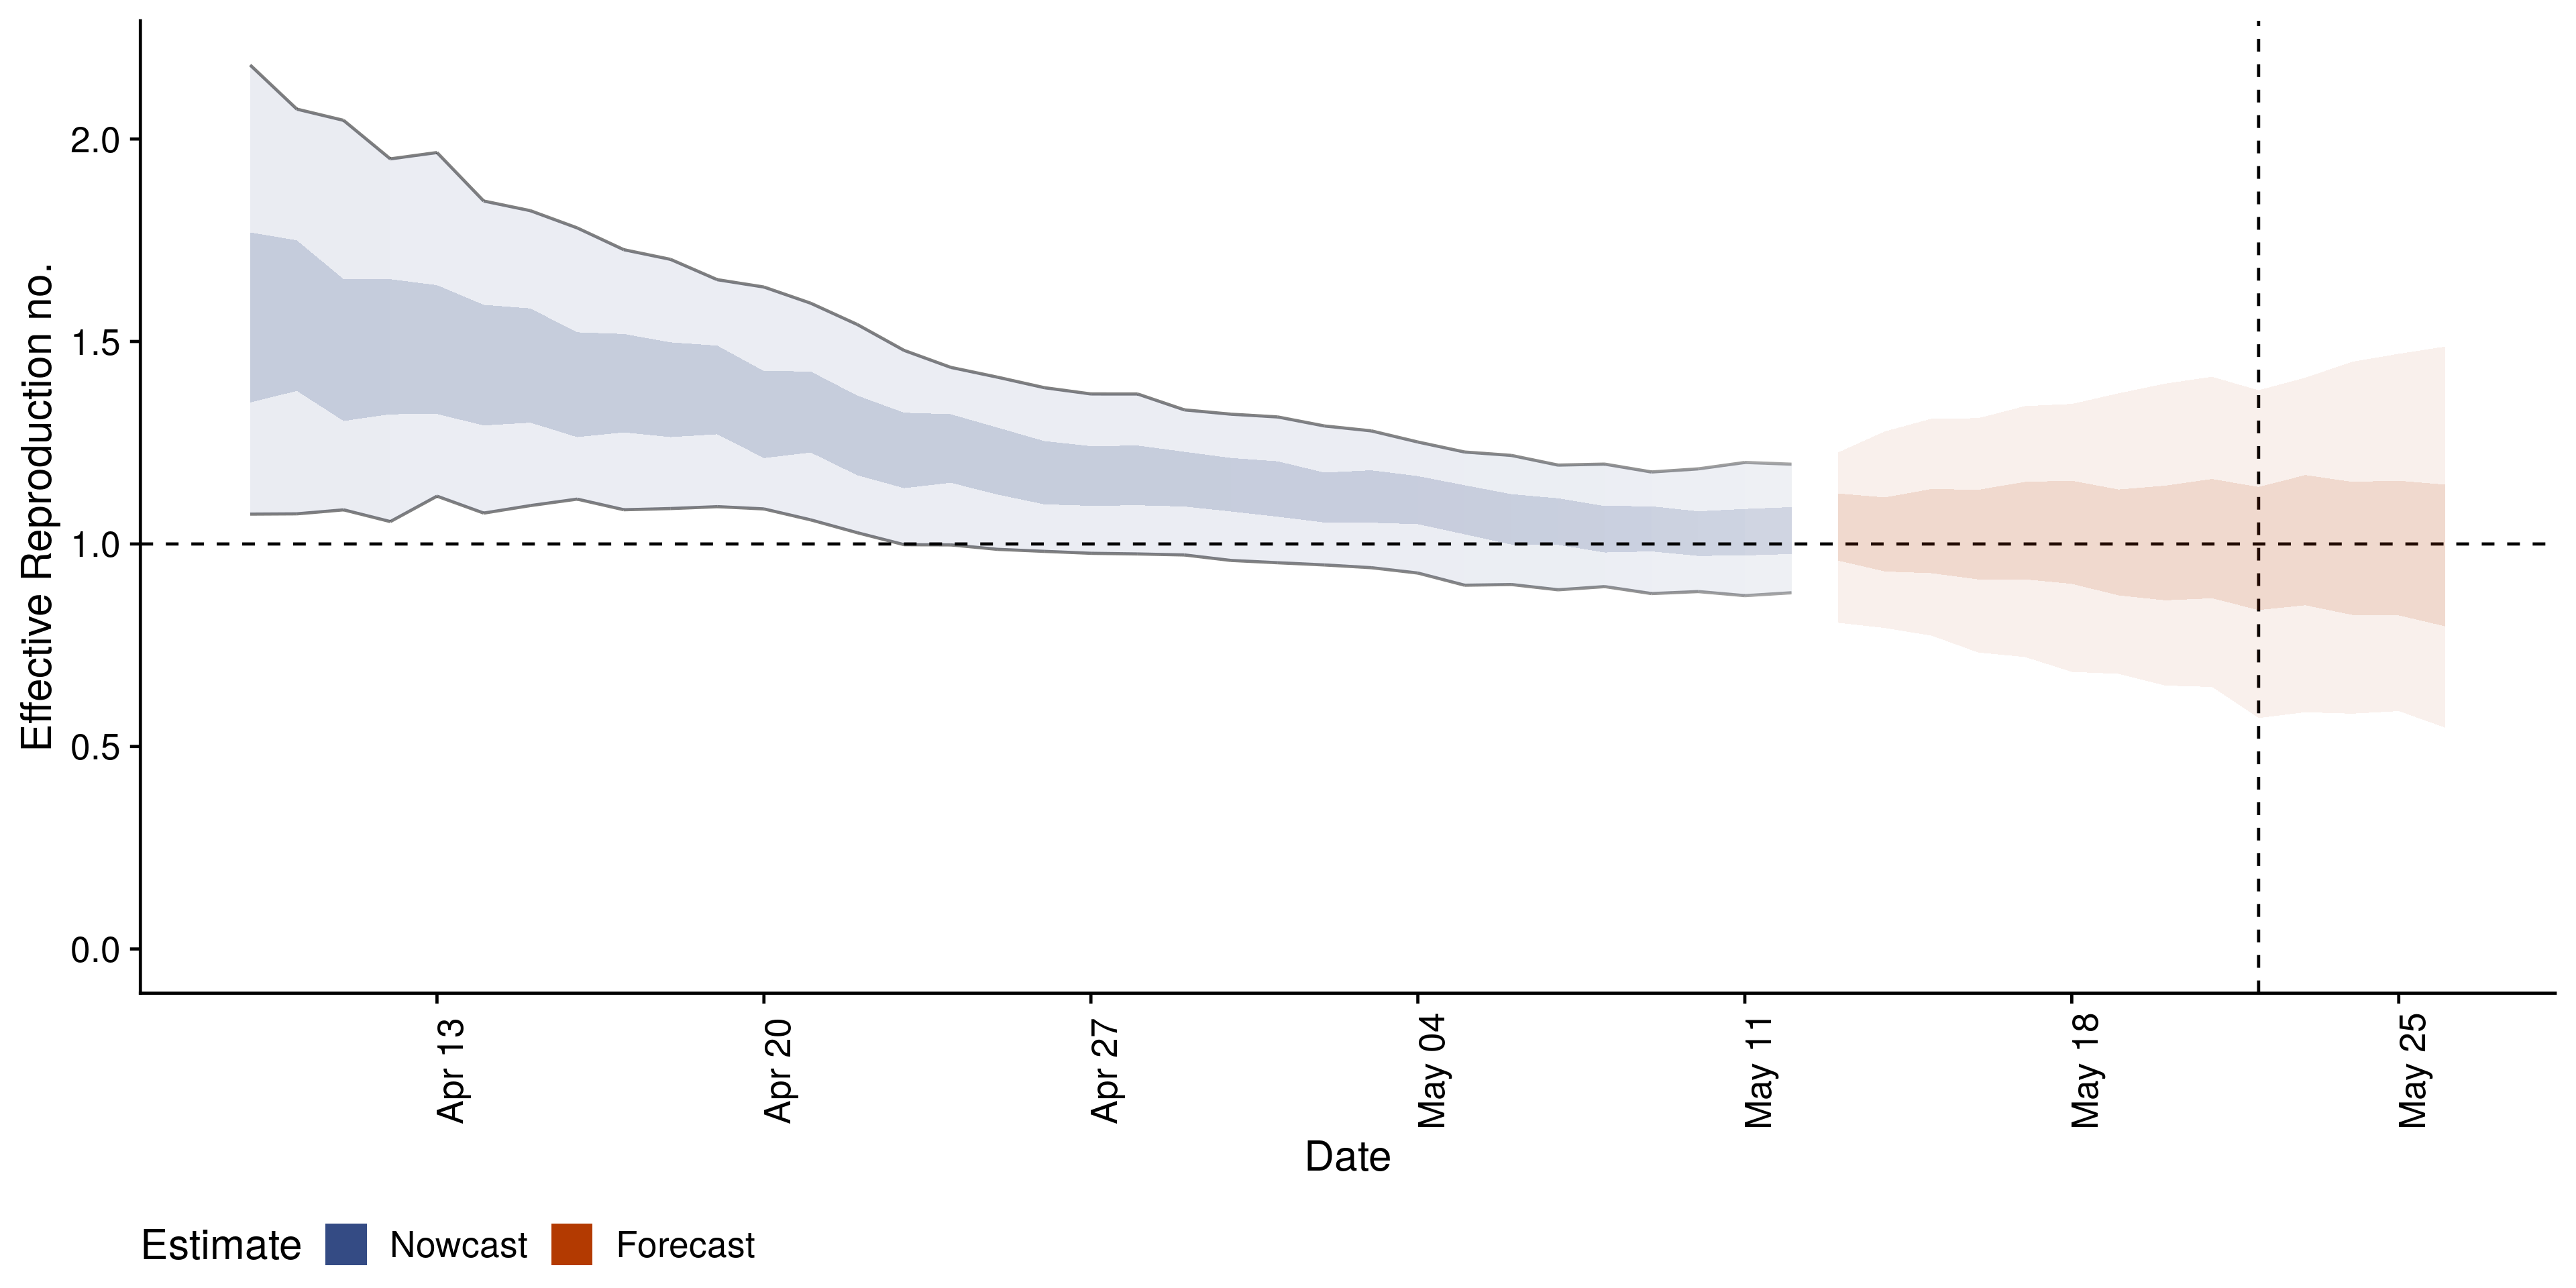 Effective Reproduction no.
2.0
1.5
1.0
0.5
0.0
Apr 13
Apr 20
Apr 27
May 04
May 11
May 18
May 25
Date
Estimate Nowcast Forecast